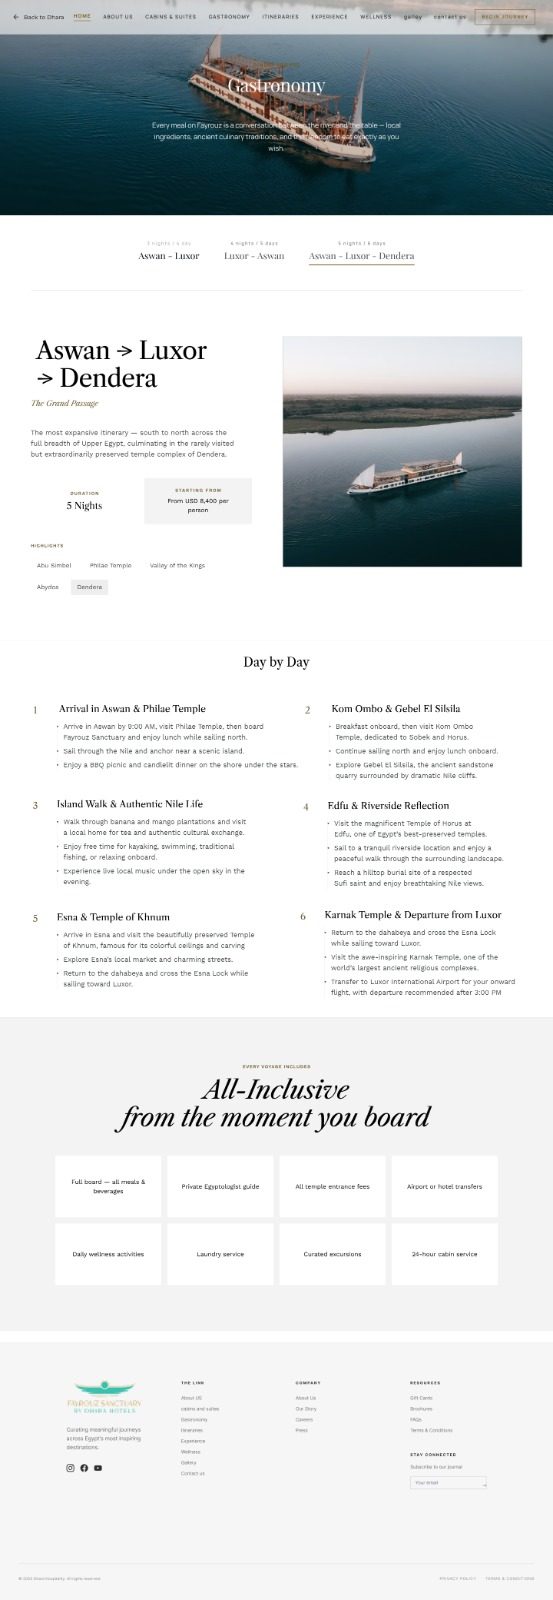 ← Back to Dhara HOME ABOUT US CABINS & SUITES GASTRONOMY ITINERARIES EXPERIENCE WELLNESS gallery contact us BEGIN JOURNEY
Gastronomy
Every meal on Fayrouz is a conversation between the river and the table — local
ingredients, ancient culinary traditions, and the freedom to eat exactly as you
wish.
3 nights / 4 day
Aswan - Luxor
4 nights / 5 days
Luxor - Aswan
5 nights / 6 days
Aswan - Luxor - Dendera
Aswan → Luxor
→ Dendera
The Grand Passage
The most expansive itinerary — south to north across the
full breadth of Upper Egypt, culminating in the rarely visited
but extraordinarily preserved temple complex of Dendera.
DURATION
5 Nights
STARTING FROM
From USD 8,400 per
person
HIGHLIGHTS
Abu Simbel Philae Temple Valley of the Kings
Abydos Dendera
Day by Day
1 Arrival in Aswan & Philae Temple
• Arrive in Aswan by 9:00 AM, visit Philae Temple, then board
Fayrouz Sanctuary and enjoy lunch while sailing north.
• Sail through the Nile and anchor near a scenic island.
• Enjoy a BBQ picnic and candlelit dinner on the shore under the stars.
2 Kom Ombo & Gebel El Silsila
• Breakfast onboard, then visit Kom Ombo
Temple, dedicated to Sobek and Horus.
• Continue sailing north and enjoy lunch onboard.
• Explore Gebel El Silsila, the ancient sandstone
quarry surrounded by dramatic Nile cliffs.
3 Island Walk & Authentic Nile Life
• Walk through banana and mango plantations and visit
a local home for tea and authentic cultural exchange.
• Enjoy free time for kayaking, swimming, traditional
fishing, or relaxing onboard.
• Experience live local music under the open sky in the
evening.
4 Edfu & Riverside Reflection
• Visit the magnificent Temple of Horus at
Edfu, one of Egypt's best-preserved temples.
• Sail to a tranquil riverside location and enjoy a
peaceful walk through the surrounding landscape.
• Reach a hilltop burial site of a respected
Sufi saint and enjoy breathtaking Nile views.
5 Esna & Temple of Khnum
• Arrive in Esna and visit the beautifully preserved Temple
of Khnum, famous for its colorful ceilings and carving
• Explore Esna's local market and charming streets.
• Return to the dahabeya and cross the Esna Lock while
sailing toward Luxor.
6 Karnak Temple & Departure from Luxor
• Return to the dahabeya and cross the Esna Lock
while sailing toward Luxor.
• Visit the awe-inspiring Karnak Temple, one of the
world's largest ancient religious complexes.
• Transfer to Luxor International Airport for your onward
flight, with departure recommended after 3:00 PM
EVERY VOYAGE INCLUDES
All-Inclusive
from the moment you board
Full board — all meals &
beverages
Private Egyptologist guide
All temple entrance fees
Airport or hotel transfers
Daily wellness activities
Laundry service
Curated excursions
24-hour cabin service
FAYROUZ SANCTUARY
BY DHARA HOTELS
Curating meaningful journeys
across Egypt's most inspiring
destinations.
THE LINK
About US
cabins and suites
Gastronomy
Itineraries
Experience
Wellness
Gallery
Contact us
COMPANY
About Us
Our Story
Careers
Press
RESOURCES
Gift Cards
Brochures
FAQs
Terms & Conditions
STAY CONNECTED
Subscribe to our journal
Your email →
Dhara Hospitality. All rights reserved.
PRIVACY POLICY TERMS & CONDITIONS